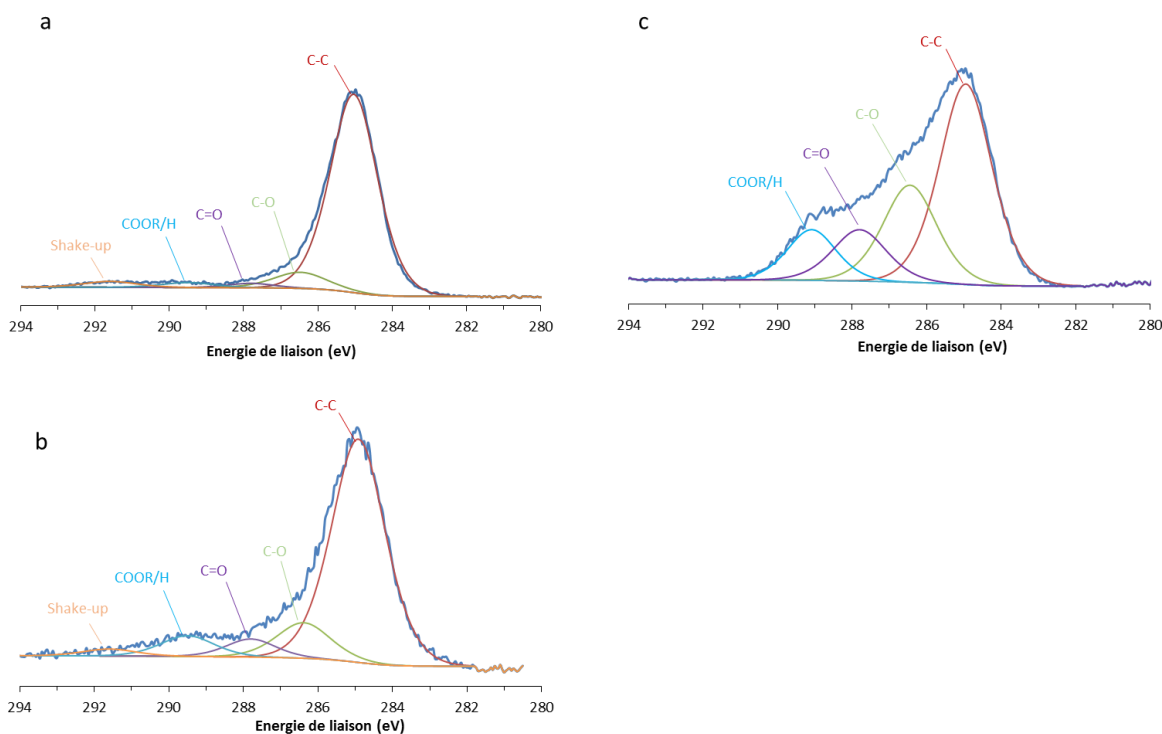 a
C-C
C-O
C=O
COOR/H
Shake-up
294 292 290 288 286 284 282 280
Energie de liaison (eV)
c
C-C
C-O
C=O
COOR/H
294 292 290 288 286 284 282 280
Energie de liaison (eV)
b
C-C
C-O
C=O
COOR/H
Shake-up
294 292 290 288 286 284 282 280
Energie de liaison (eV)